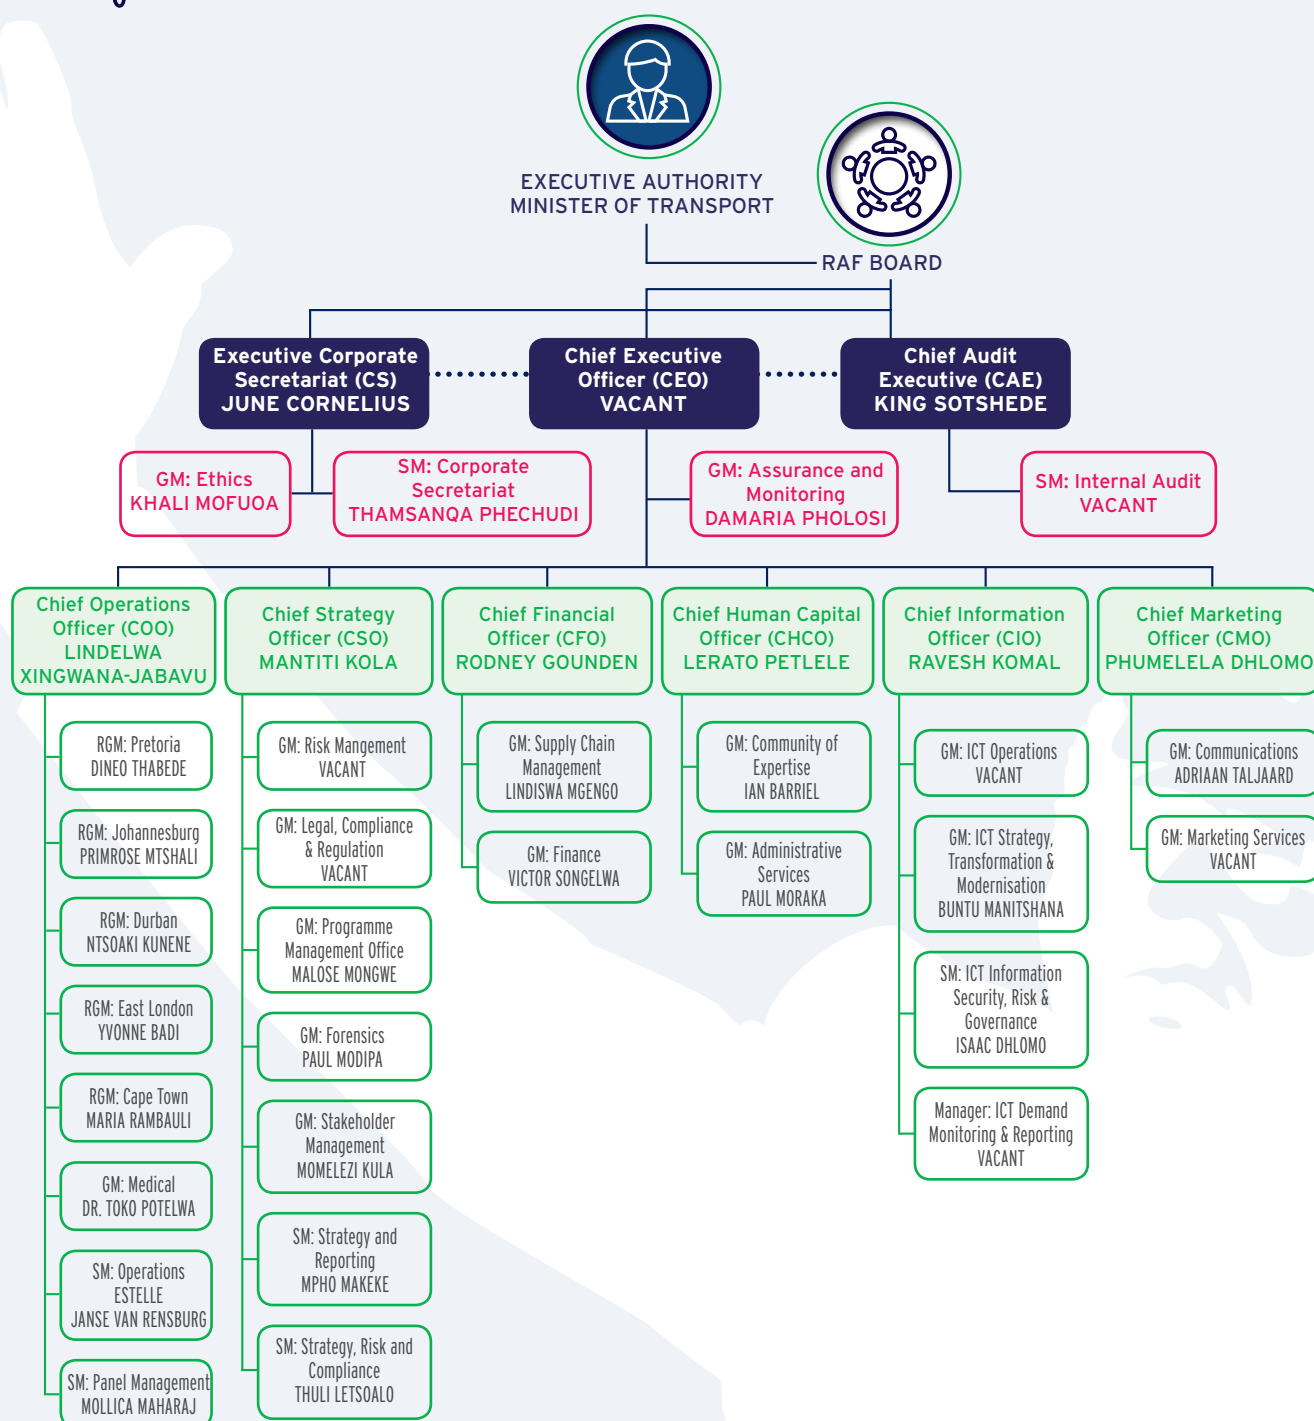 EXECUTIVE AUTHORITY
MINISTER OF TRANSPORT
RAF BOARD
Executive Corporate
Secretariat (CS)
JUNE CORNELIUS
Chief Executive
Officer (CEO)
VACANT
Chief Audit
Executive (CAE)
KING SOTSHEDE
GM: Ethics
KHALI MOFUOA
SM: Corporate
Secretariat
THAMSANQA PHECHUDI
GM: Assurance and
Monitoring
DAMARIA PHOLOSI
SM: Internal Audit
VACANT
Chief Operations
Officer (COO)
LINDELWA
XINGWANA-JABAVU
RGM: Pretoria
DINEO THABEDE
RGM: Johannesburg
PRIMROSE MTSHALI
RGM: Durban
NTSOAKI KUNENE
RGM: East London
YVONNE BADI
RGM: Cape Town
MARIA RAMBAULI
GM: Medical
DR. TOKO POTELWA
SM: Operations
ESTELLE
JANSE VAN RENSBURG
SM: Panel Management
MOLLICA MAHARAJ
Chief Strategy
Officer (CSO)
MANTITI KOLA
GM: Risk Mangement
VACANT
GM: Legal, Compliance
& Regulation
VACANT
GM: Programme
Management Office
MALOSE MONGWE
GM: Forensics
PAUL MODIPA
GM: Stakeholder
Management
MOMELEZI KULA
SM: Strategy and
Reporting
MPHO MAKEKE
SM: Strategy, Risk and
Compliance
THULI LETSOALO
Chief Financial
Officer (CFO)
RODNEY GOUNDEN
GM: Supply Chain
Management
LINDISWA MGENGO
GM: Finance
VICTOR SONGELWA
Chief Human Capital
Officer (CHCO)
LERATO PETLELE
GM: Community of
Expertise
IAN BARRIEL
GM: Administrative
Services
PAUL MORAKA
Chief Information
Officer (CIO)
RAVESH KOMAL
GM: ICT Operations
VACANT
GM: ICT Strategy,
Transformation &
Modernisation
BUNTU MANITSHANA
SM: ICT Information
Security, Risk &
Governance
ISAAC DHLOMO
Manager: ICT Demand
Monitoring & Reporting
VACANT
Chief Marketing
Officer (CMO)
PHUMELELA DHLOMO
GM: Communications
ADRIAAN TALJAARD
GM: Marketing Services
VACANT